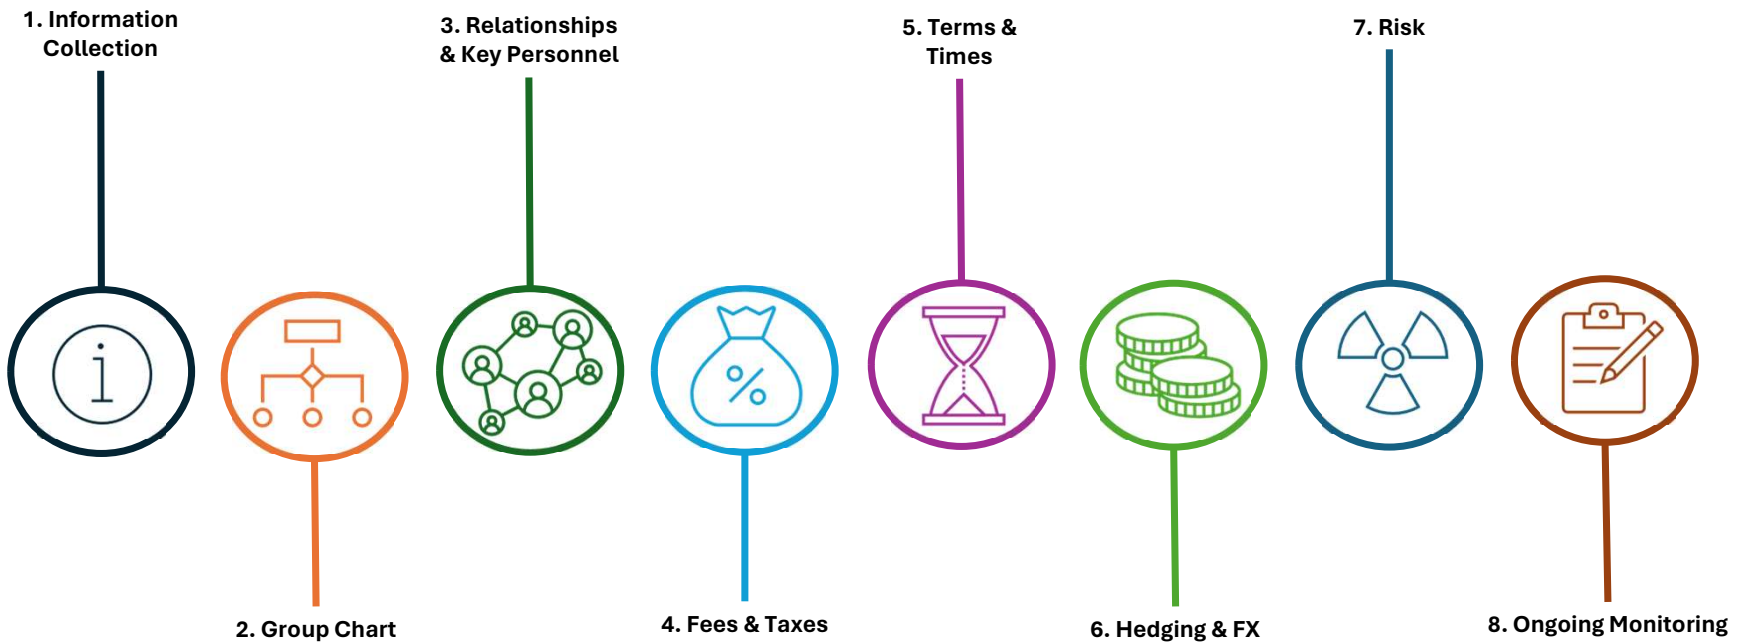 1. Information
Collection
2. Group Chart
3. Relationships
& Key Personnel
4. Fees & Taxes
5. Terms &
Times
6. Hedging & FX
7. Risk
8. Ongoing Monitoring
i
%